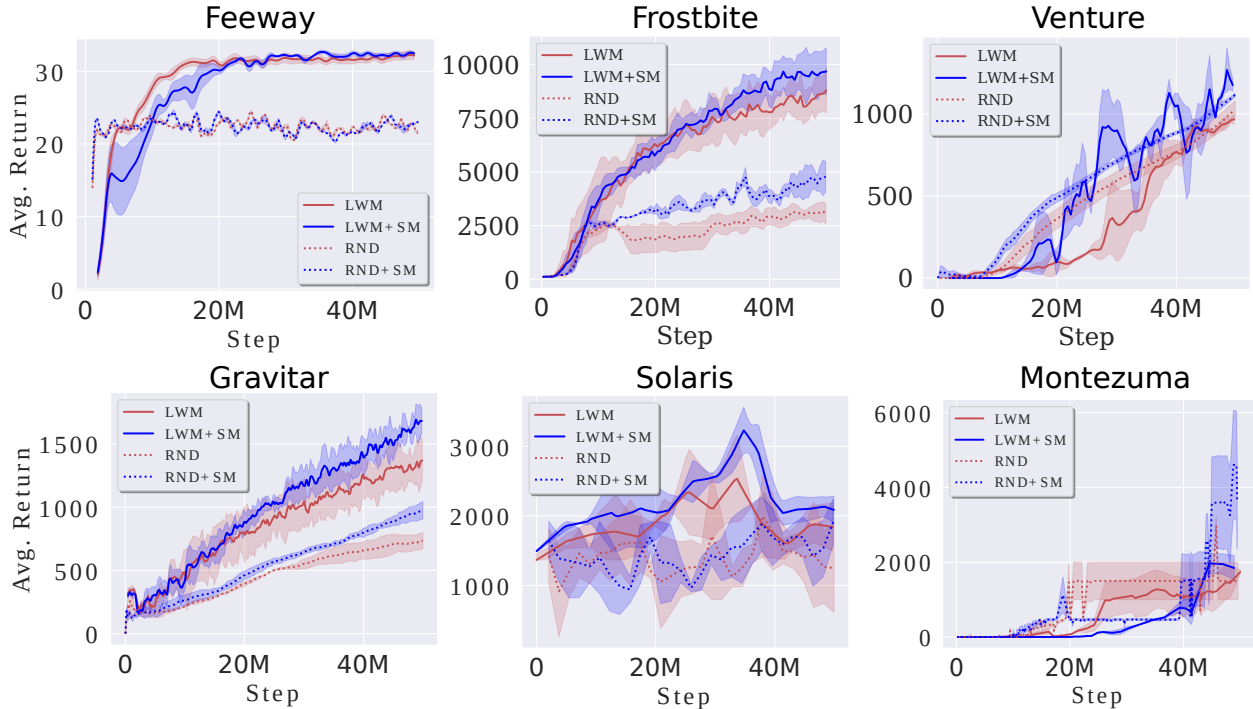 Feeway
Avg. Return
30
20
10
0
LWM
LWM+SM
RND
RND+SM
0
20M
40M
Step
Frostbite
10000
7500
5000
2500
0
LWM
LWM+SM
RND
RND+SM
0
20M
40M
Step
Venture
1000
500
0
LWM
LWM+SM
RND
RND+SM
0
20M
40M
Step
Gravitar
Avg. Return
1500
1000
500
0
LWM
LWM+SM
RND
RND+SM
0
20M
40M
Step
Solaris
3000
2000
1000
LWM
LWM+SM
RND
RND+SM
0
20M
40M
Step
Montezuma
6000
4000
2000
0
LWM
LWM+SM
RND
RND+SM
0
20M
40M
Step